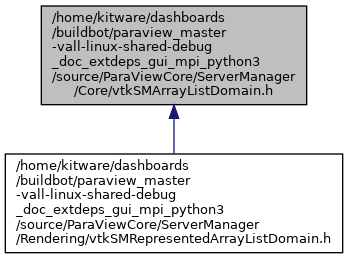 /home/kitware/dashboards
/buildbot/paraview_master
-vall-linux-shared-debug
_doc_extdeps_gui_mpi_python3
/source/ParaViewCore/ServerManager
/Core/vtkSMArrayListDomain.h
/home/kitware/dashboards
/buildbot/paraview_master
-vall-linux-shared-debug
_doc_extdeps_gui_mpi_python3
/source/ParaViewCore/ServerManager
/Rendering/vtkSMRepresentedArrayListDomain.h